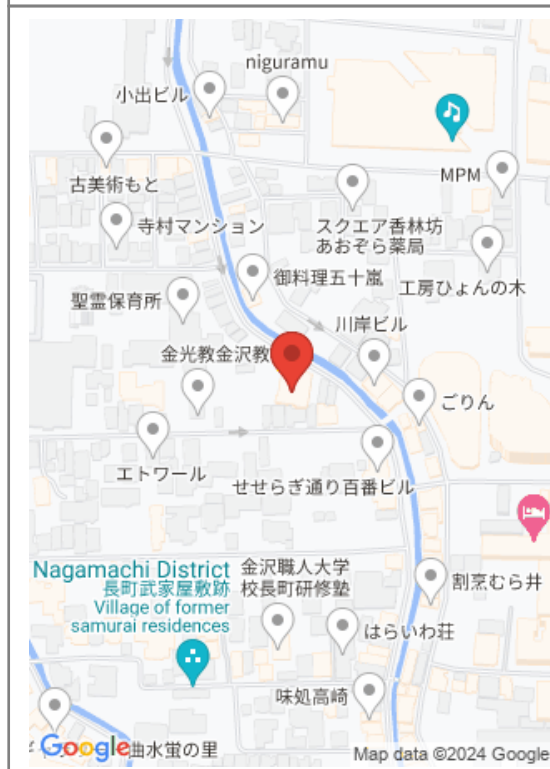 niguramu
小出ビル
MPM
古美術もと
寺村マンション
スクエア香林坊
あおぞら薬局
御料理五十嵐
工房ひょんの木
聖霊保育所
川岸ビル
金光教金沢教
ごりん
エトワール
せせらぎ通り百番ビル
Nagamachi District
長町武家屋敷跡
Village of former
samurai residences
金沢職人大学
校長町研修塾
割烹むら井
はらいわ荘
味処高崎
Google
曲水蛍の里
Map data ©2024 Google